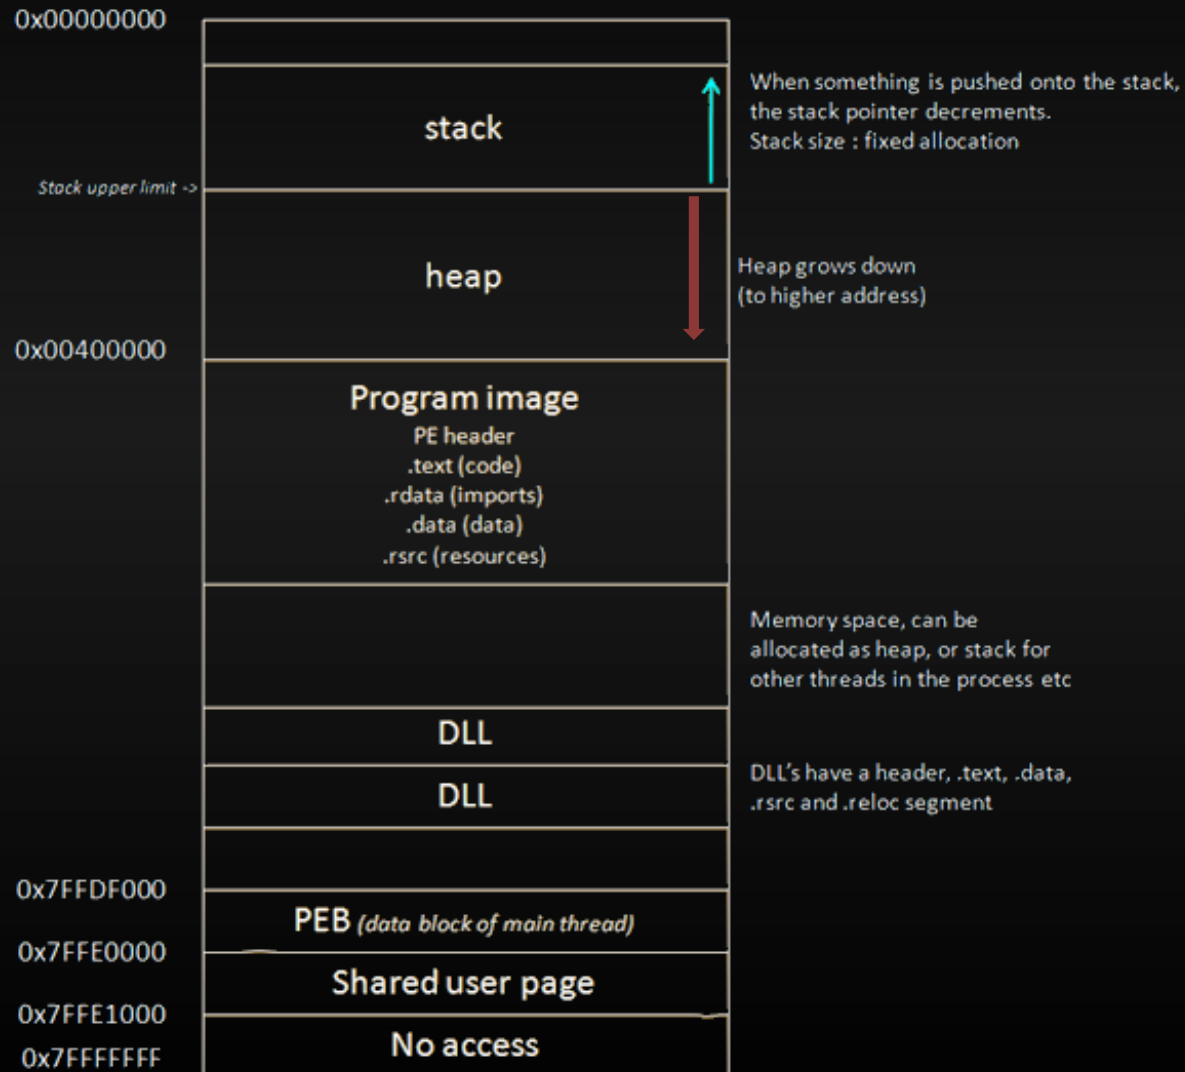 0x00000000
When something is pushed onto the stack,
the stack pointer decrements.
Stack size : fixed allocation
stack
Stack upper limit ->
heap
Heap grows down
(to higher address)
0x00400000
Program image
PE header
.text (code)
.rdata (imports)
.data (data)
.rsrc (resources)
Memory space, can be
allocated as heap, or stack for
other threads in the process etc
DLL
DLL
DLL's have a header, .text, .data,
.rsrc and .reloc segment
0x7FFDF000
PEB (data block of main thread)
0x7FFE0000
Shared user page
0x7FFE1000
No access
0x7FFFFFFF